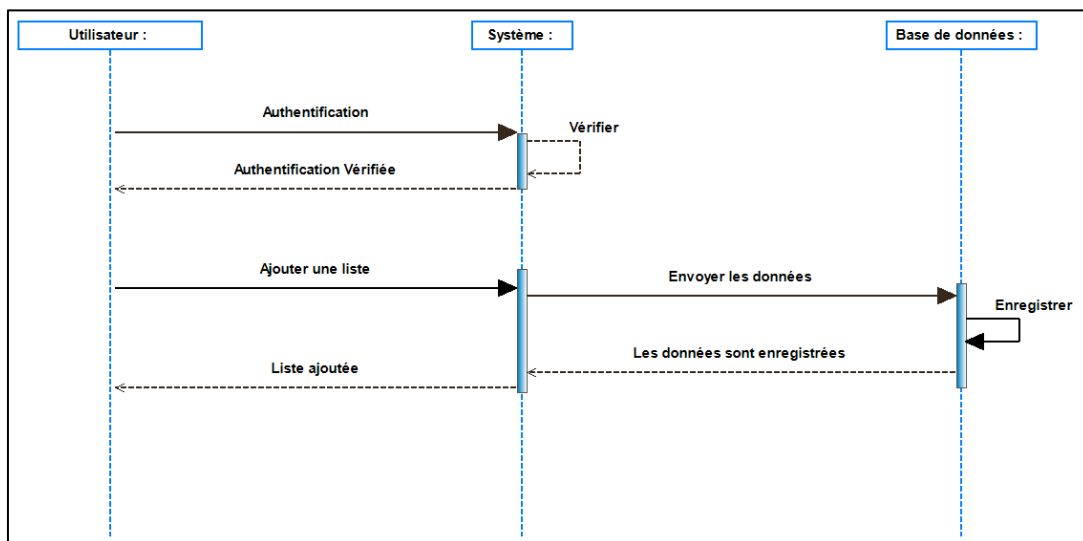 Utilisateur :
Système :
Base de données :
Authentification
Vérifier
Authentification Vérifiée
Ajouter une liste
Envoyer les données
Enregistrer
Les données sont enregistrées
Liste ajoutée